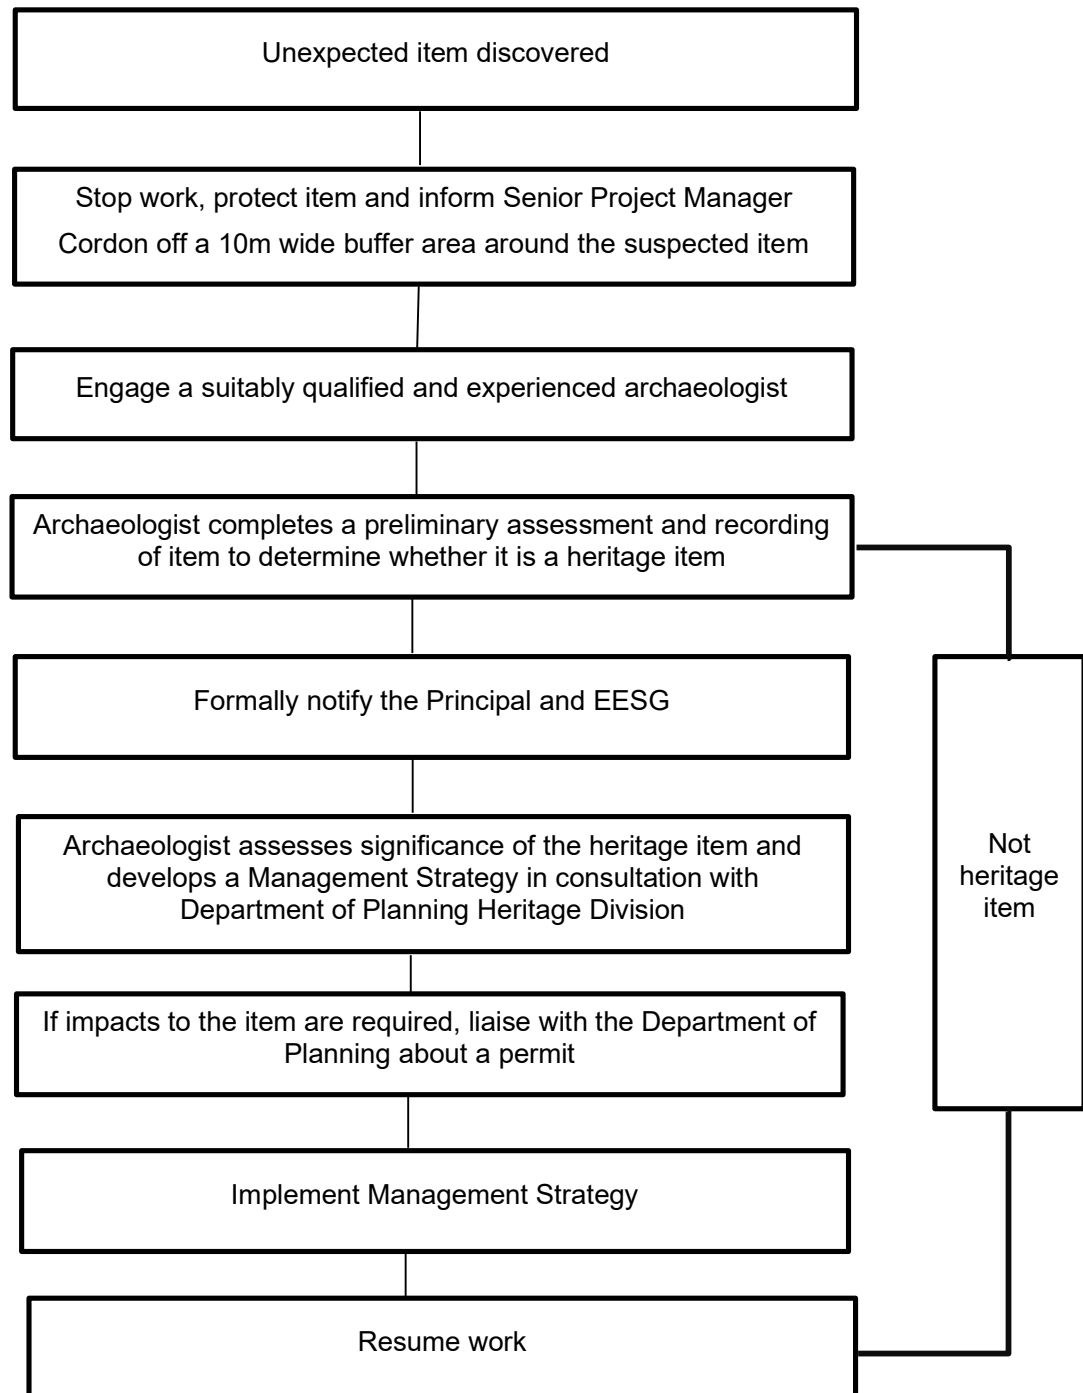 Unexpected item discovered
Stop work, protect item and inform Senior Project Manager
Cordon off a 10m wide buffer area around the suspected item
Engage a suitably qualified and experienced archaeologist
Archaeologist completes a preliminary assessment and recording
of item to determine whether it is a heritage item
Formally notify the Principal and EESG
Archaeologist assesses significance of the heritage item and
develops a Management Strategy in consultation with
Department of Planning Heritage Division
Not
heritage
item
If impacts to the item are required, liaise with the Department of
Planning about a permit
Implement Management Strategy
Resume work